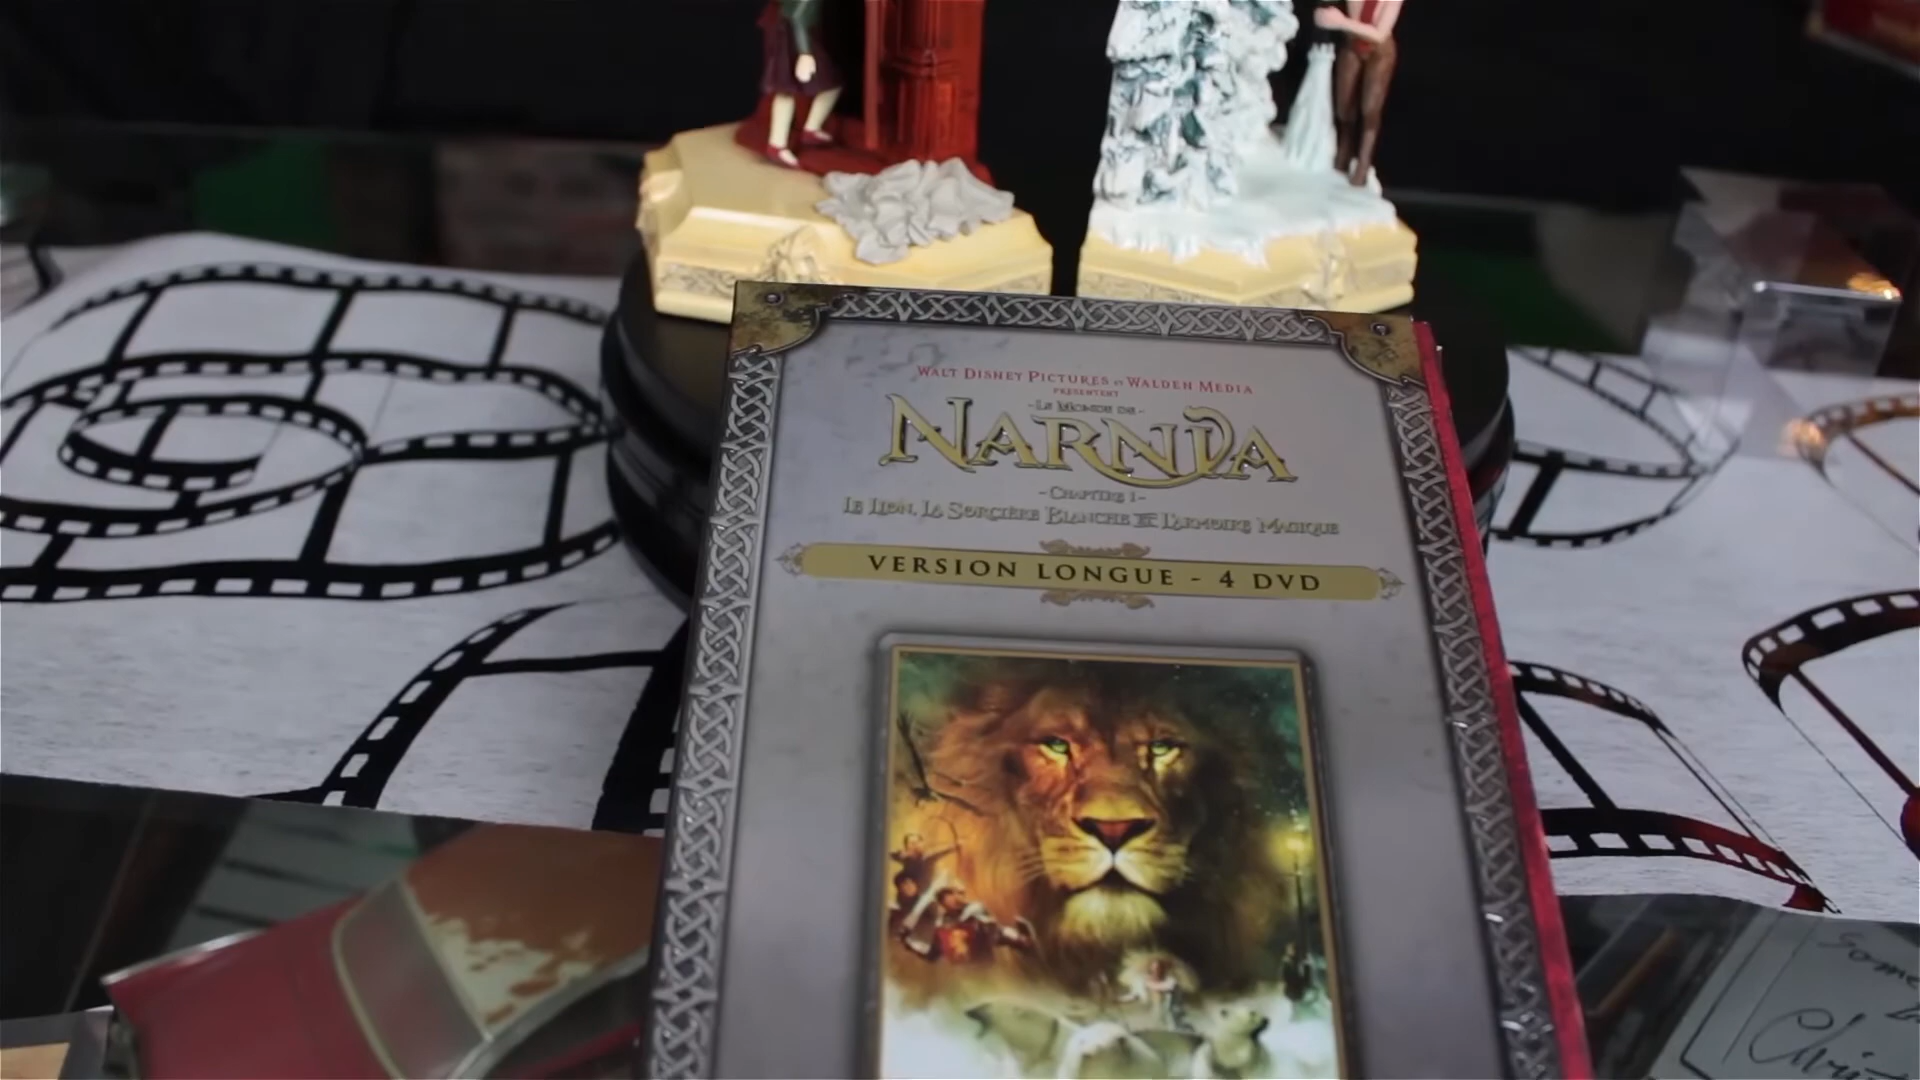 WALT DISNEY PICTURES ET WALDEN MEDIA
PRÉSENTENT
- LE MONDE DE -
NARNIA
- CHAPITRE 1 -
LE LION, LA SORCIÈRE BLANCHE ET L'ARMOIRE MAGIQUE
VERSION LONGUE - 4 DVD